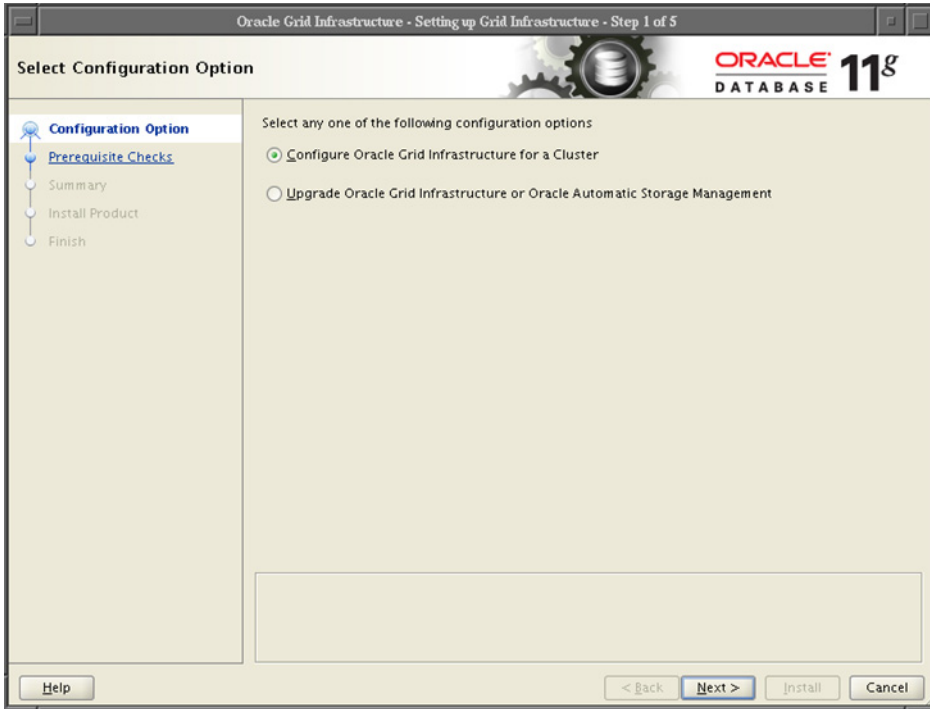 Oracle Grid Infrastructure - Setting up Grid Infrastructure - Step 1 of 5
Select Configuration Option
ORACLE
DATABASE
11g
Configuration Option
Prerequisite Checks
Summary
Install Product
Finish
Select any one of the following configuration options
Configure Oracle Grid Infrastructure for a Cluster
Upgrade Oracle Grid Infrastructure or Oracle Automatic Storage Management
Help
< Back
Next >
Install
Cancel